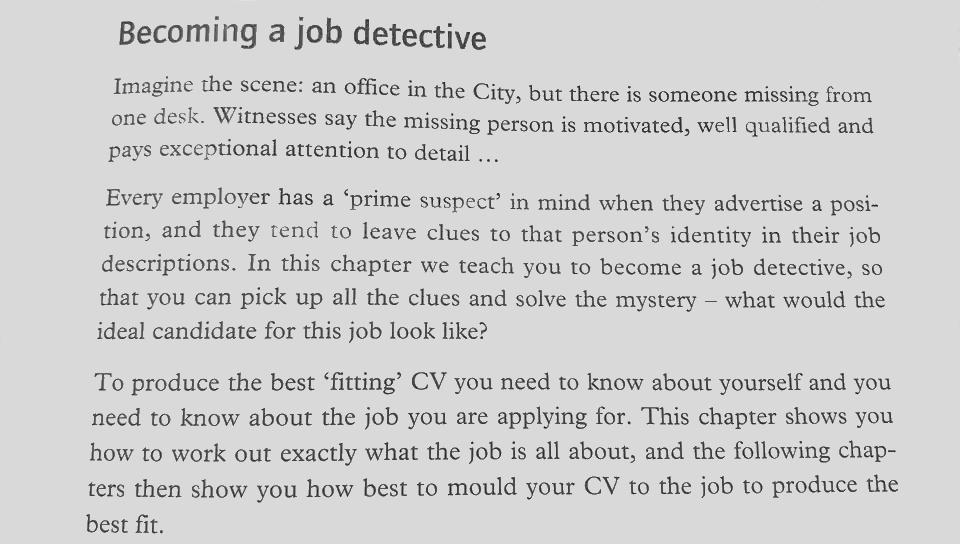 Becoming a job detective
Imagine the scene: an office in the City, but there is someone missing from
one desk. Witnesses say the missing person is motivated, well qualified and
pays exceptional attention to detail …
Every employer has a ‘prime suspect’ in mind when they advertise a posi-
tion, and they tend to leave clues to that person’s identity in their job
descriptions. In this chapter we teach you to become a job detective, so
that you can pick up all the clues and solve the mystery – what would the
ideal candidate for this job look like?
To produce the best ‘fitting’ CV you need to know about yourself and you
need to know about the job you are applying for. This chapter shows you
how to work out exactly what the job is all about, and the following chap-
ters then show you how best to mould your CV to the job to produce the
best fit.